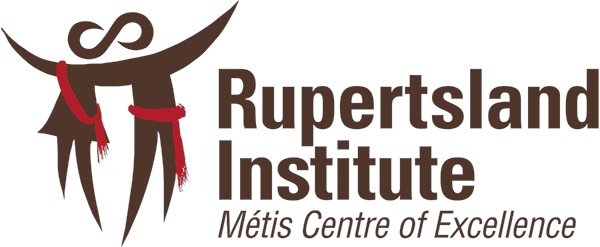 Rupertsland
Institute
Métis Centre of Excellence